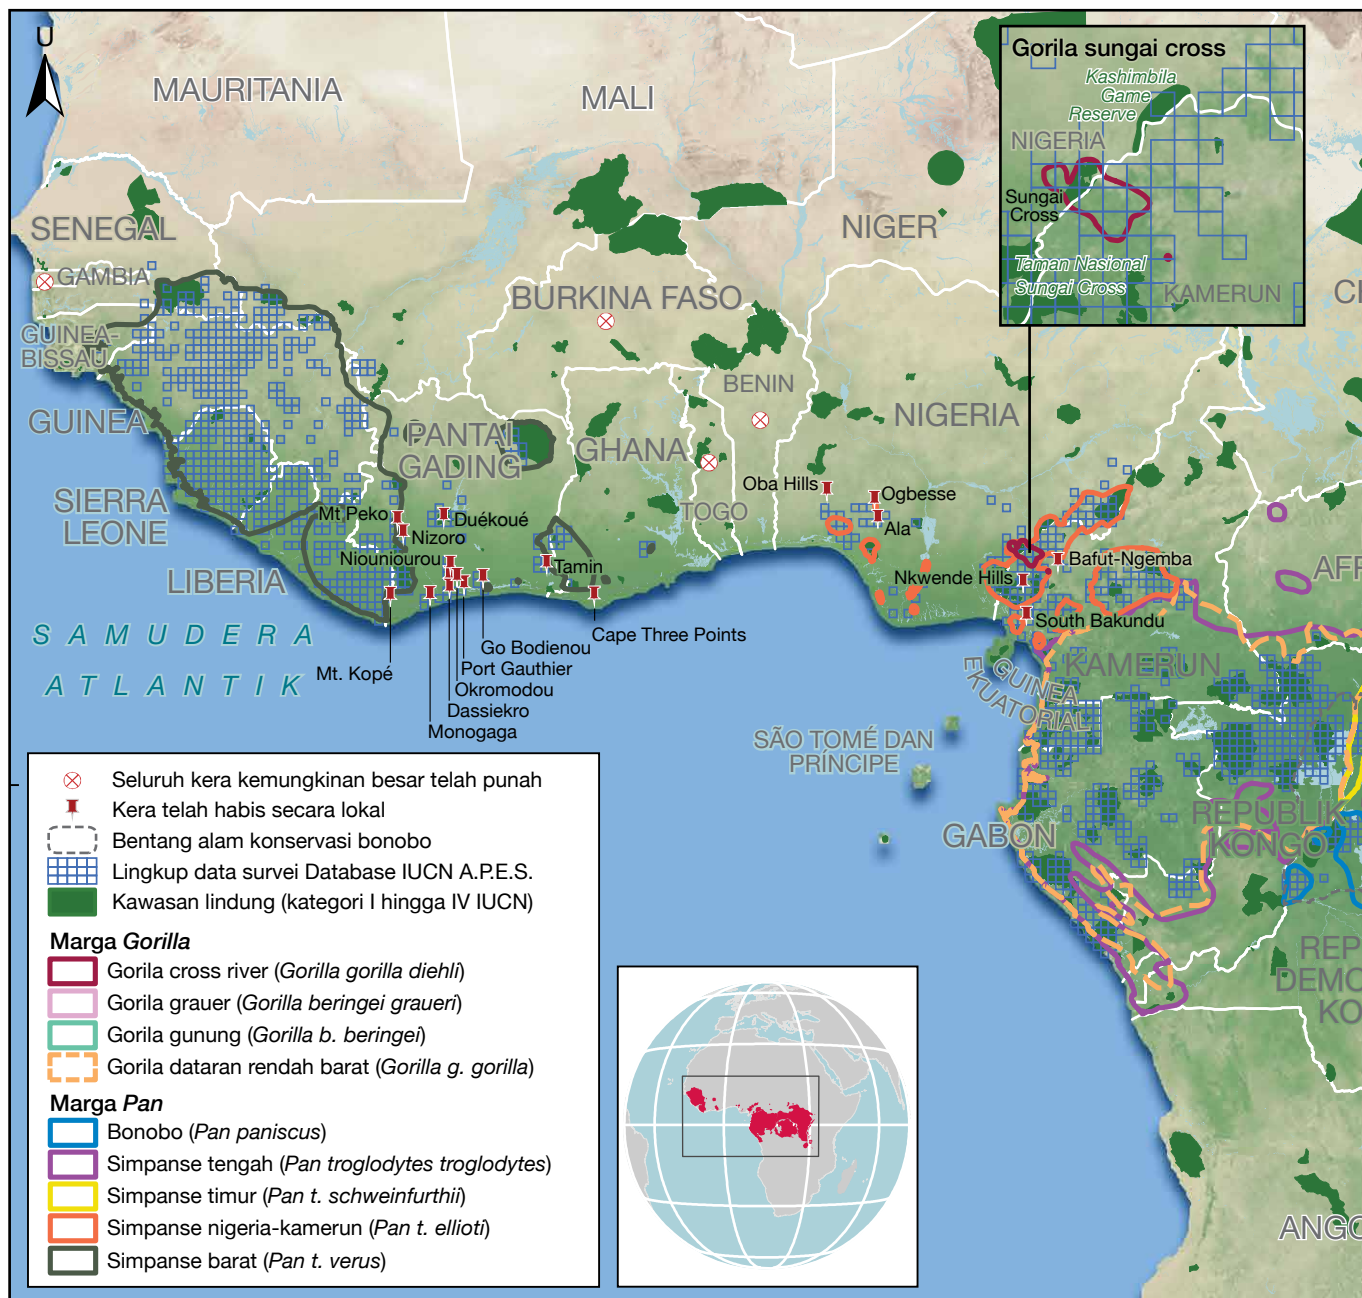 U
MAURITANIA
MALI
NIGER
SENEGAL
GAMBIA
GUINEA-
BISSAU
GUINEA
SIERRA
LEONE
LIBERIA
BURKINA FASO
PANTAI
GADING
GHANA
TOGO
BENIN
NIGERIA
Gorila sungai cross
Kashimbila
Game
Reserve
NIGERIA
Sungai
Cross
Taman Nasional
Sungai Cross
KAMERUN
Mt Peko
Nizoro
Duékoué
Niouniourou
Tamin
Mt. Kopé
Cape Three Points
Go Bodienou
Port Gauthier
Okromodou
Dassiekro
Monogaga
Oba Hills
Ogbesse
Ala
Nkwende Hills
Bafut-Ngemba
South Bakundu
KAMERUN
GUINEA
EKUATORIAL
SÃO TOMÉ DAN
PRÍNCIPE
GABON
REPUBLIK
KONGO
AFR
REP
DEMO
KO
ANGO
SAMUDERA
ATLANTIK
Seluruh kera kemungkinan besar telah punah
Kera telah habis secara lokal
Bentang alam konservasi bonobo
Lingkup data survei Database IUCN A.P.E.S.
Kawasan lindung (kategori I hingga IV IUCN)
Marga Gorilla
Gorila cross river (Gorilla gorilla diehli)
Gorila grauer (Gorilla beringei graueri)
Gorila gunung (Gorilla b. beringei)
Gorila dataran rendah barat (Gorilla g. gorilla)
Marga Pan
Bonobo (Pan paniscus)
Simpanse tengah (Pan troglodytes troglodytes)
Simpanse timur (Pan t. schweinfurthii)
Simpanse nigeria-kamerun (Pan t. ellioti)
Simpanse barat (Pan t. verus)